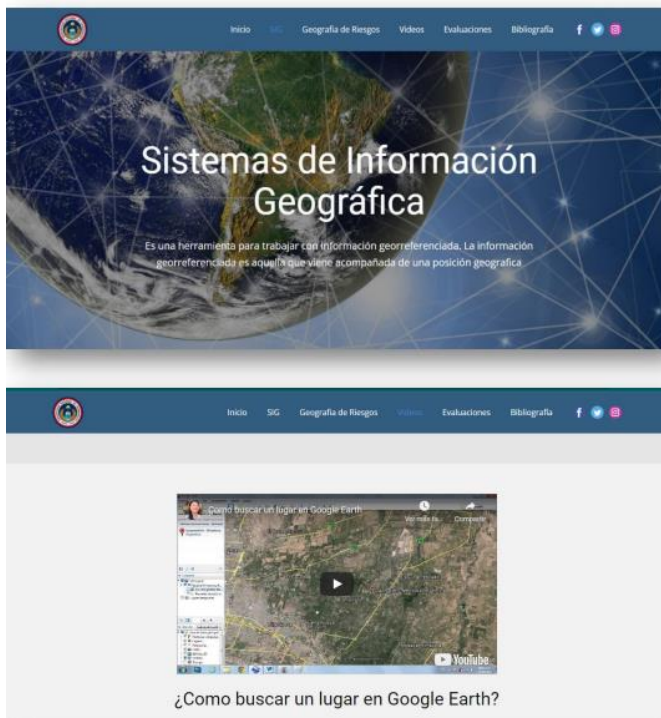 Inicio SIG Geografia de Riesgos Videos Evaluaciones Bibliografía
Sistemas de Información
Geográfica
Es una herramienta para trabajar con información georreferenciada, La información
georreferenciada es aquella que viene acompañada de una posición geografica
Inicio SIG Geografia de Riesgos Videos Evaluaciones Bibliografía
Como buscar un lugar en Google Earth
Ver más ta... Compartir
YouTube
¿Como buscar un lugar en Google Earth?